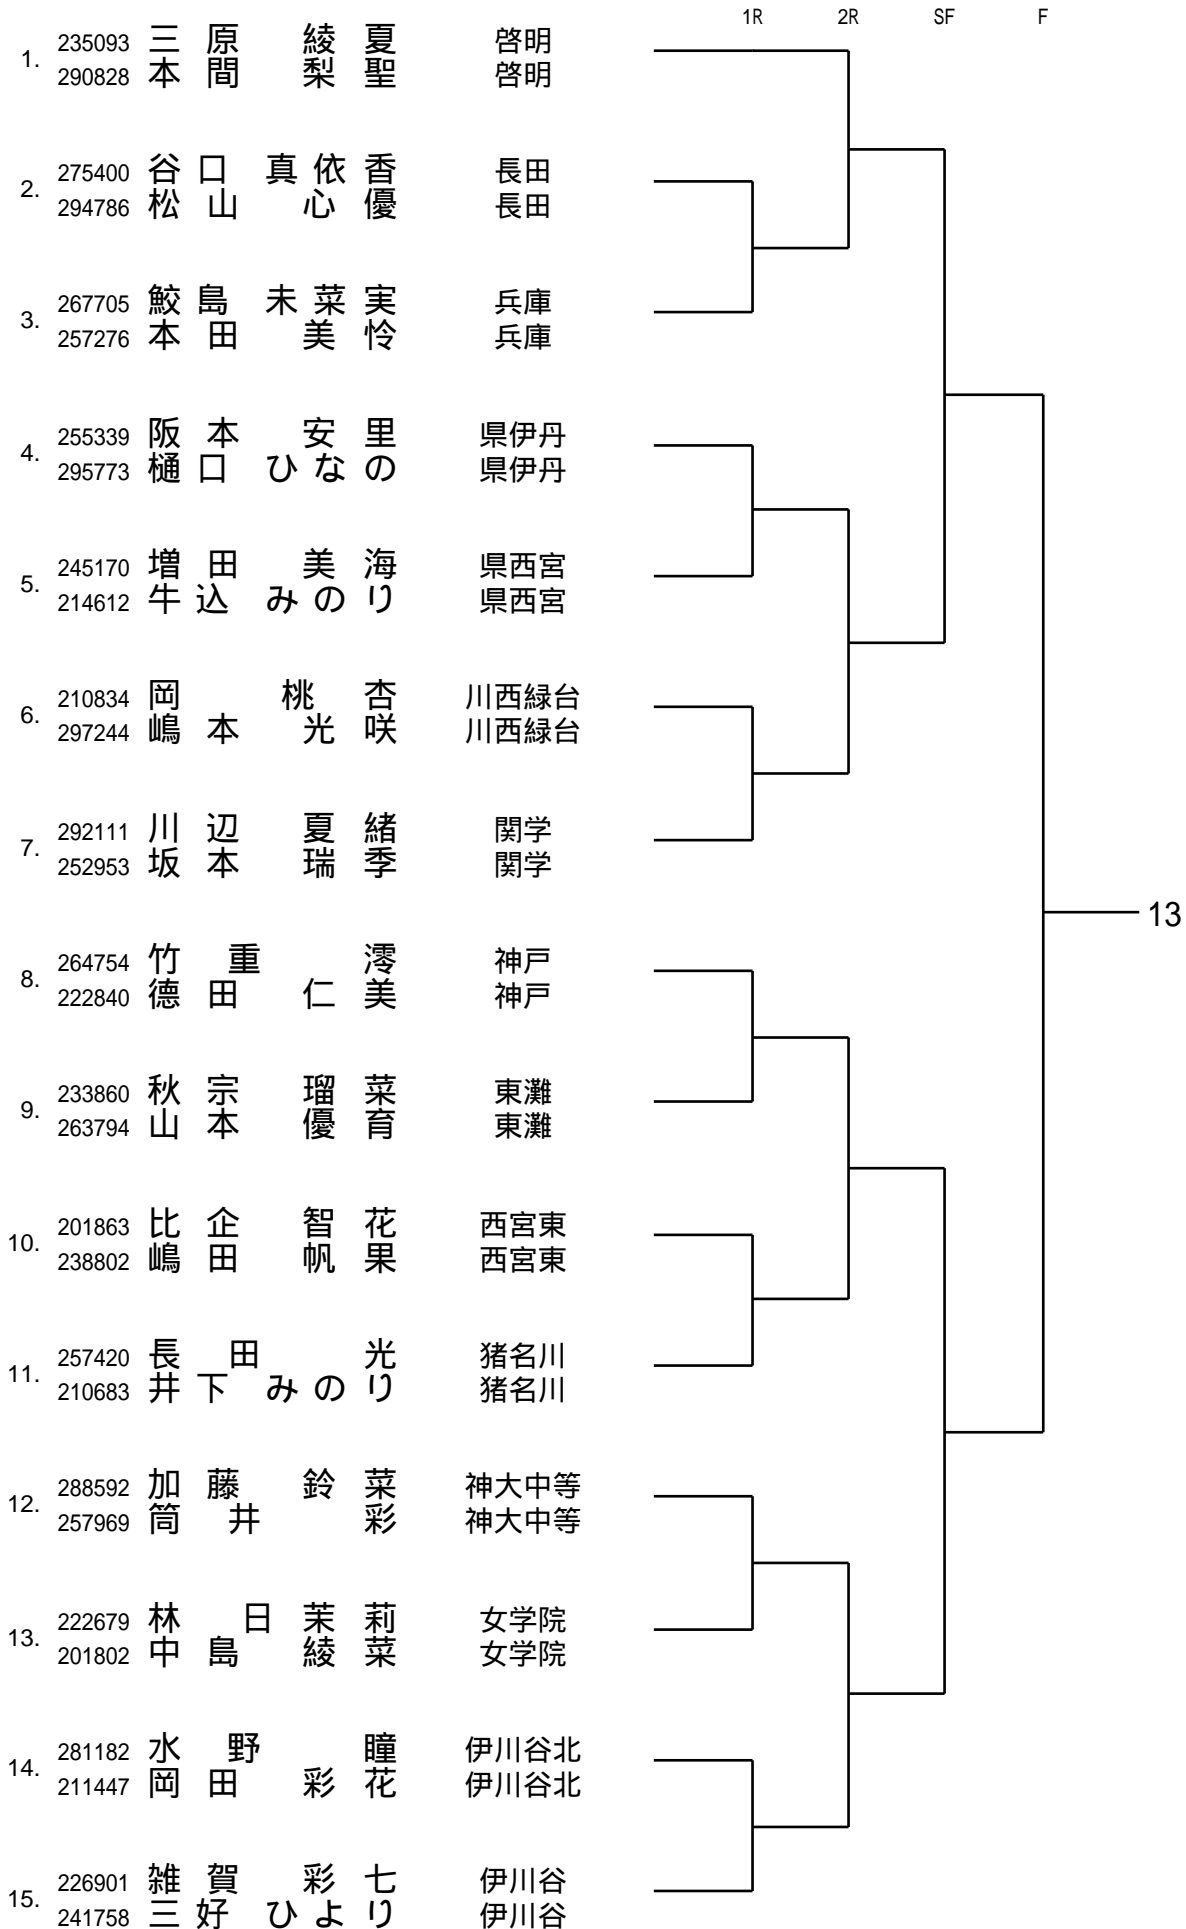 1R 2R SF F
1. 235093 三原 綾夏 啓明
290828 本間 梨聖 啓明
2. 275400 谷口 真依香 長田
294786 松山 心優 長田
3. 267705 鮫島 未菜実 兵庫
257276 本田 美怜 兵庫
4. 255339 阪本 安里 県伊丹
295773 樋口 ひなの 県伊丹
5. 245170 増田 美海 県西宮
214612 牛込 みのり 県西宮
6. 210834 岡 桃杏 川西緑台
297244 嶋本 光咲 川西緑台
7. 292111 川辺 夏緒 関学
252953 坂本 瑞季 関学
13
8. 264754 竹重 澪 神戸
222840 德田 仁美 神戸
9. 233860 秋宗 瑠菜 東灘
263794 山本 優育 東灘
10. 201863 比企 智花 西宮東
238802 嶋田 帆果 西宮東
11. 257420 長田 光 猪名川
210683 井下 みのり 猪名川
12. 288592 加藤 鈴菜 神大中等
257969 筒井 彩 神大中等
13. 222679 林 日茉莉 女学院
201802 中島 綾菜 女学院
14. 281182 水野 瞳 伊川谷北
211447 岡田 彩花 伊川谷北
15. 226901 雑賀 彩七 伊川谷
241758 三好 ひより 伊川谷